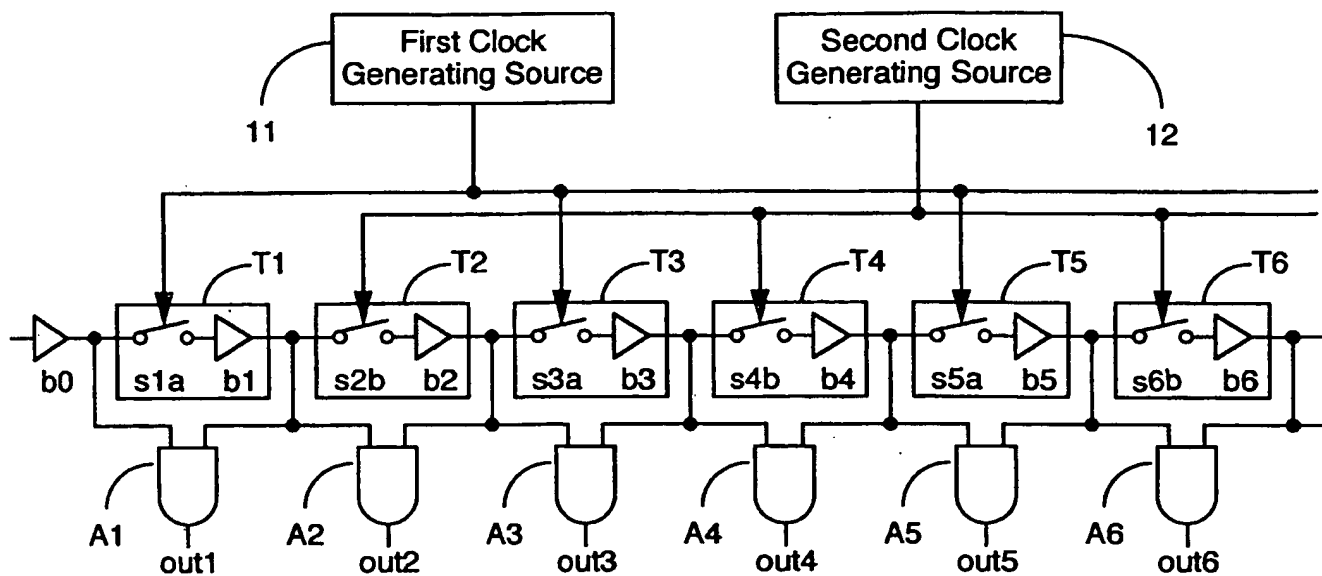 First Clock
Generating Source
Second Clock
Generating Source
11
12
T1
T2
T3
T4
T5
T6
b0
s1a
b1
s2b
b2
s3a
b3
s4b
b4
s5a
b5
s6b
b6
A1
A2
A3
A4
A5
A6
out1
out2
out3
out4
out5
out6